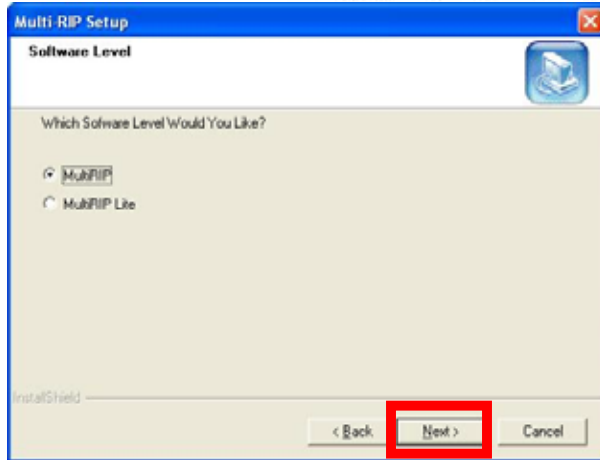 Multi-RIP Setup
Software Level
Which Sofware Level Would You Like?
MultiRIP
MultiRIP Lite
InstallShield
< Back
Next >
Cancel